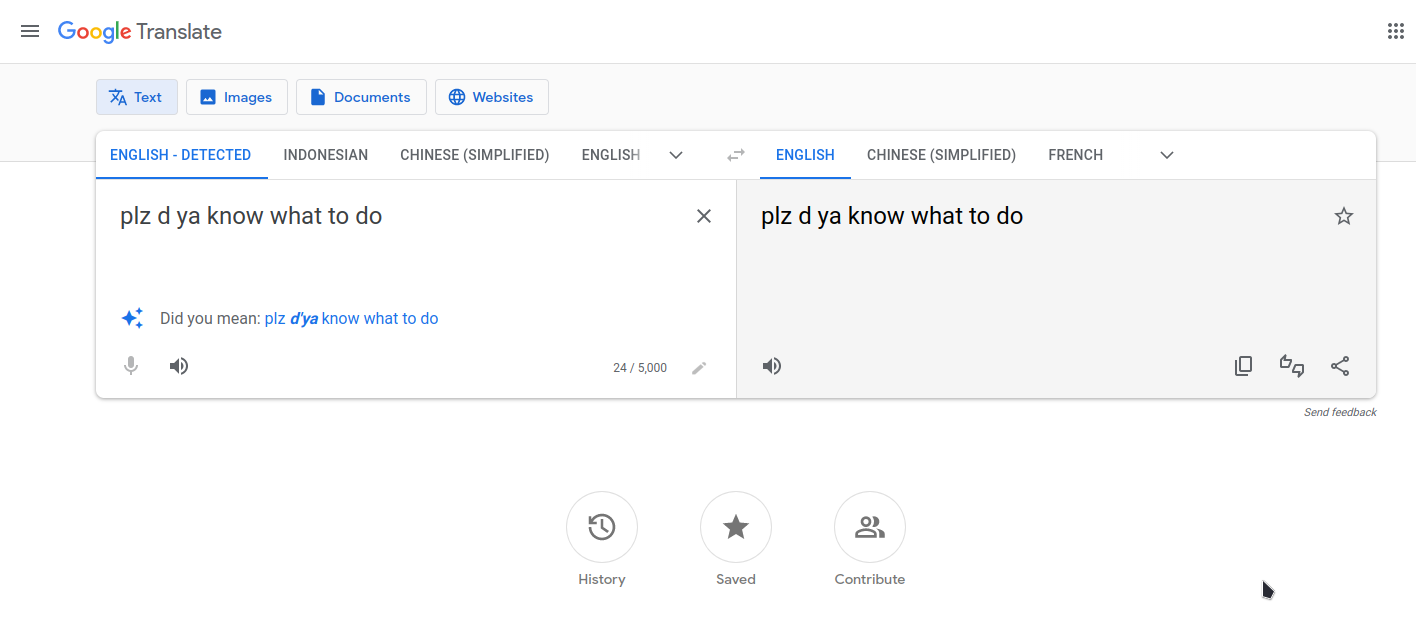 Google Translate
Text
Images
Documents
Websites
ENGLISH - DETECTED
INDONESIAN
CHINESE (SIMPLIFIED)
ENGLISH
ENGLISH
CHINESE (SIMPLIFIED)
FRENCH
plz d ya know what to do
plz d ya know what to do
Did you mean: plz d'ya know what to do
24 / 5,000
Send feedback
History
Saved
Contribute